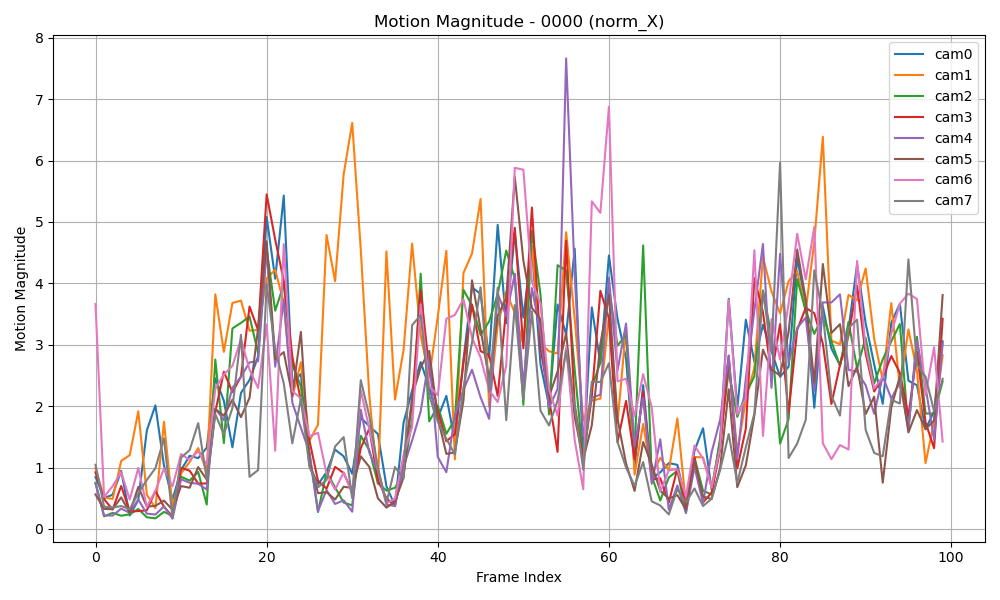 Motion Magnitude - 0000 (norm_X)
Motion Magnitude
8
7
6
5
4
3
2
1
0
cam0
cam1
cam2
cam3
cam4
cam5
cam6
cam7
0 20 40 60 80 100
Frame Index